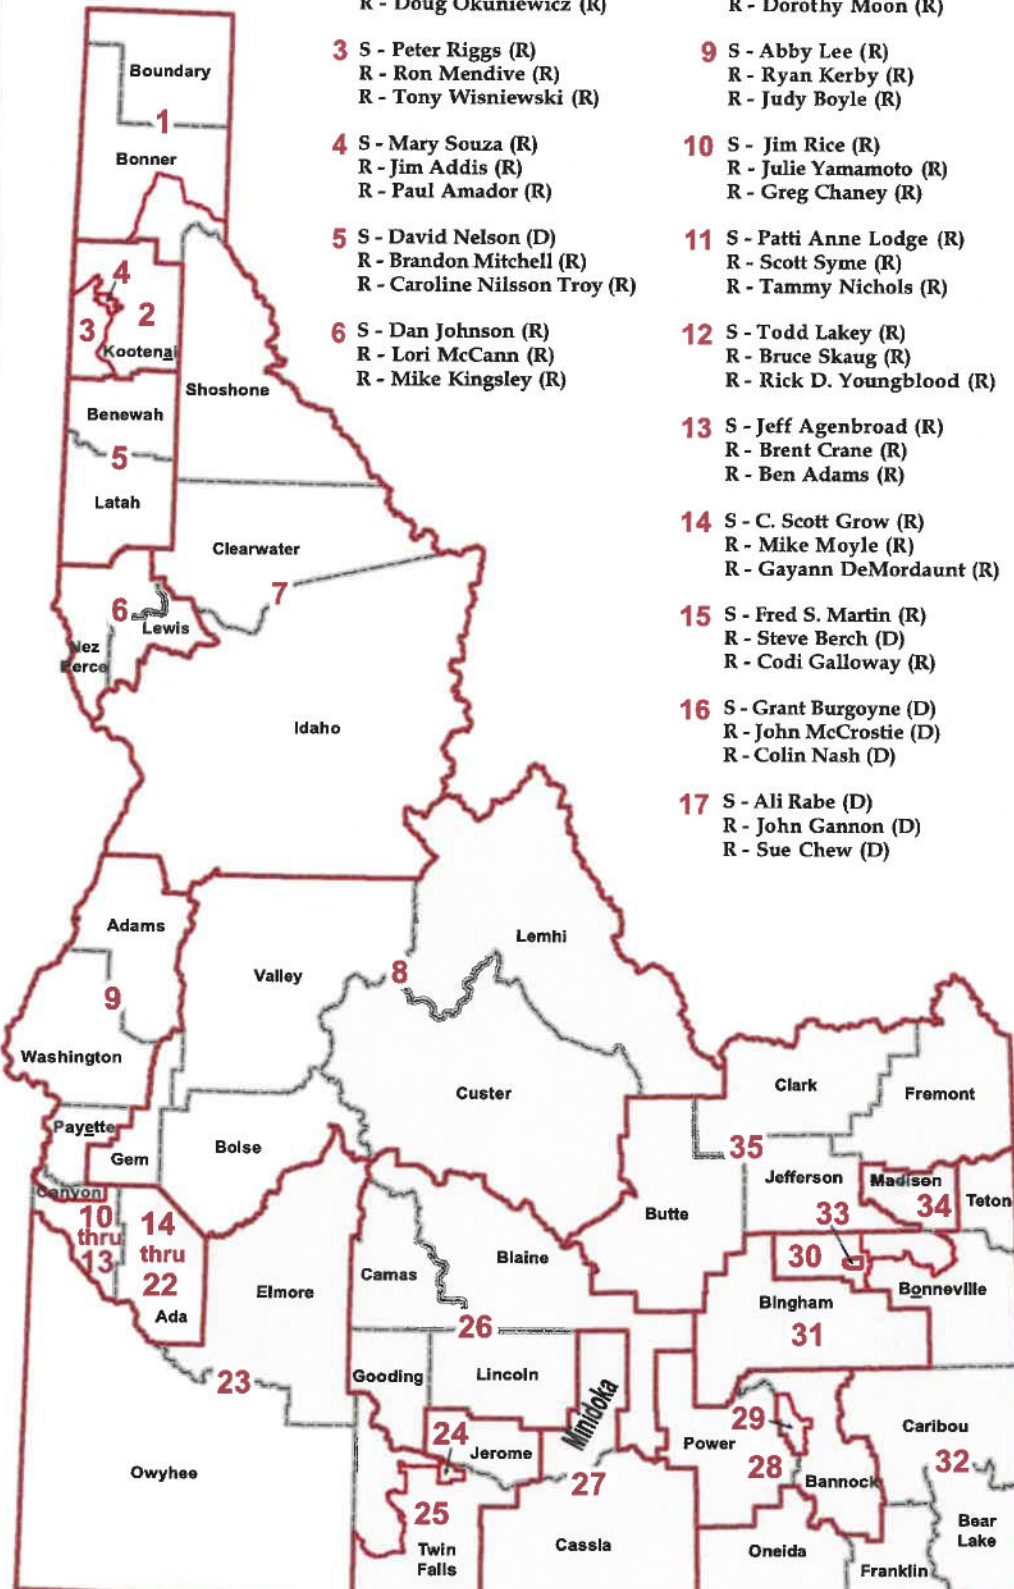 R - Doug Okuniewicz (R)
3 S - Peter Riggs (R)
R - Ron Mendive (R)
R - Tony Wisniewski (R)
4 S - Mary Souza (R)
R - Jim Addis (R)
R - Paul Amador (R)
5 S - David Nelson (D)
R - Brandon Mitchell (R)
R - Caroline Nilsson Troy (R)
6 S - Dan Johnson (R)
R - Lori McCann (R)
R - Mike Kingsley (R)
R - Dorothy Moon (R)
9 S - Abby Lee (R)
R - Ryan Kerby (R)
R - Judy Boyle (R)
10 S - Jim Rice (R)
R - Julie Yamamoto (R)
R - Greg Chaney (R)
11 S - Patti Anne Lodge (R)
R - Scott Syme (R)
R - Tammy Nichols (R)
12 S - Todd Lakey (R)
R - Bruce Skaug (R)
R - Rick D. Youngblood (R)
13 S - Jeff Agenbroad (R)
R - Brent Crane (R)
R - Ben Adams (R)
14 S - C. Scott Grow (R)
R - Mike Moyle (R)
R - Gayann DeMordaunt (R)
15 S - Fred S. Martin (R)
R - Steve Berch (D)
R - Codi Galloway (R)
16 S - Grant Burgoyne (D)
R - John McCrostie (D)
R - Colin Nash (D)
17 S - Ali Rabe (D)
R - John Gannon (D)
R - Sue Chew (D)
Boundary
1
Bonner
4
3
2
Kootenai
Shoshone
Benewah
5
Latah
Clearwater
7
6
Lewis
Nez
Perce
Idaho
Adams
Lemhi
Valley
8
9
Washington
Custer
Clark
Fremont
Payette
Gem
Boise
35
Jefferson
Madison
34
Teton
Canyon
10
thru
13
14
thru
22
Ada
Butte
33
30
Bonneville
Elmore
Camas
Blaine
Bingham
31
26
23
Gooding
Lincoln
Minidoka
24
Jerome
29
Power
28
Bannock
Caribou
32
Owyhee
27
25
Twin
Falls
Cassia
Oneida
Franklin
Bear
Lake